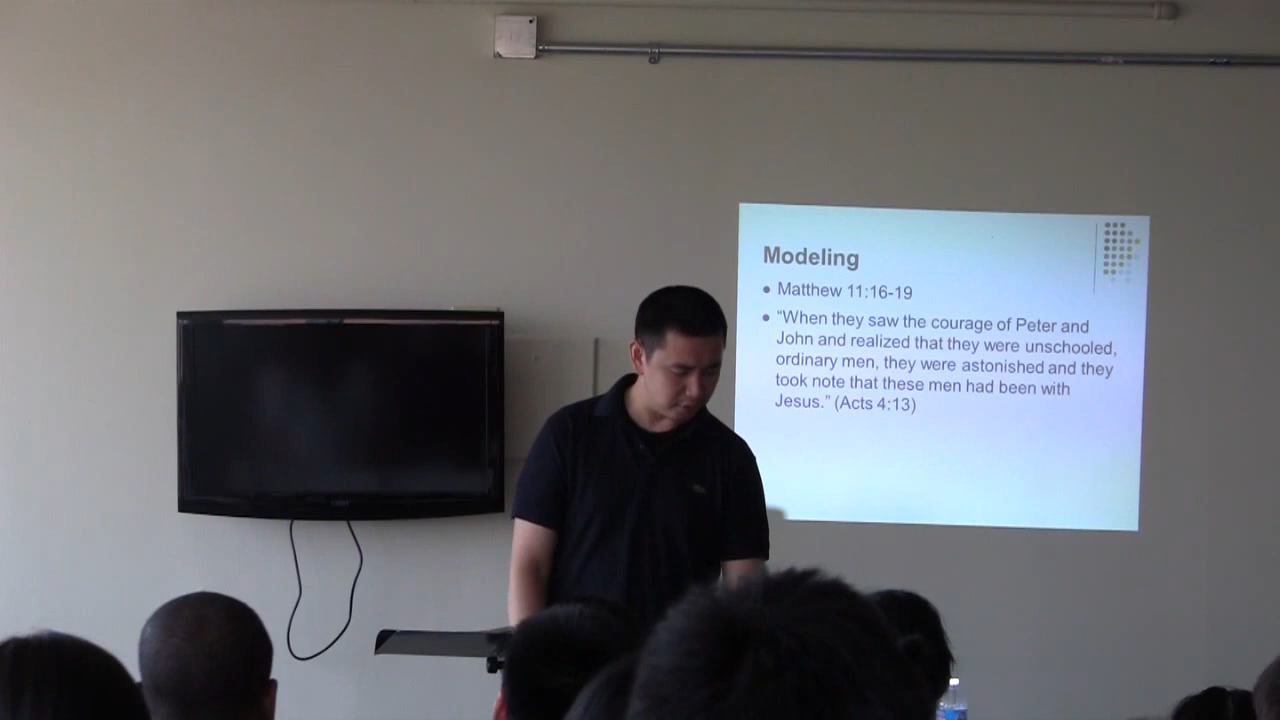 Modeling
● Matthew 11:16-19
● “When they saw the courage of Peter and
John and realized that they were unschooled,
ordinary men, they were astonished and they
took note that these men had been with
Jesus.” (Acts 4:13)